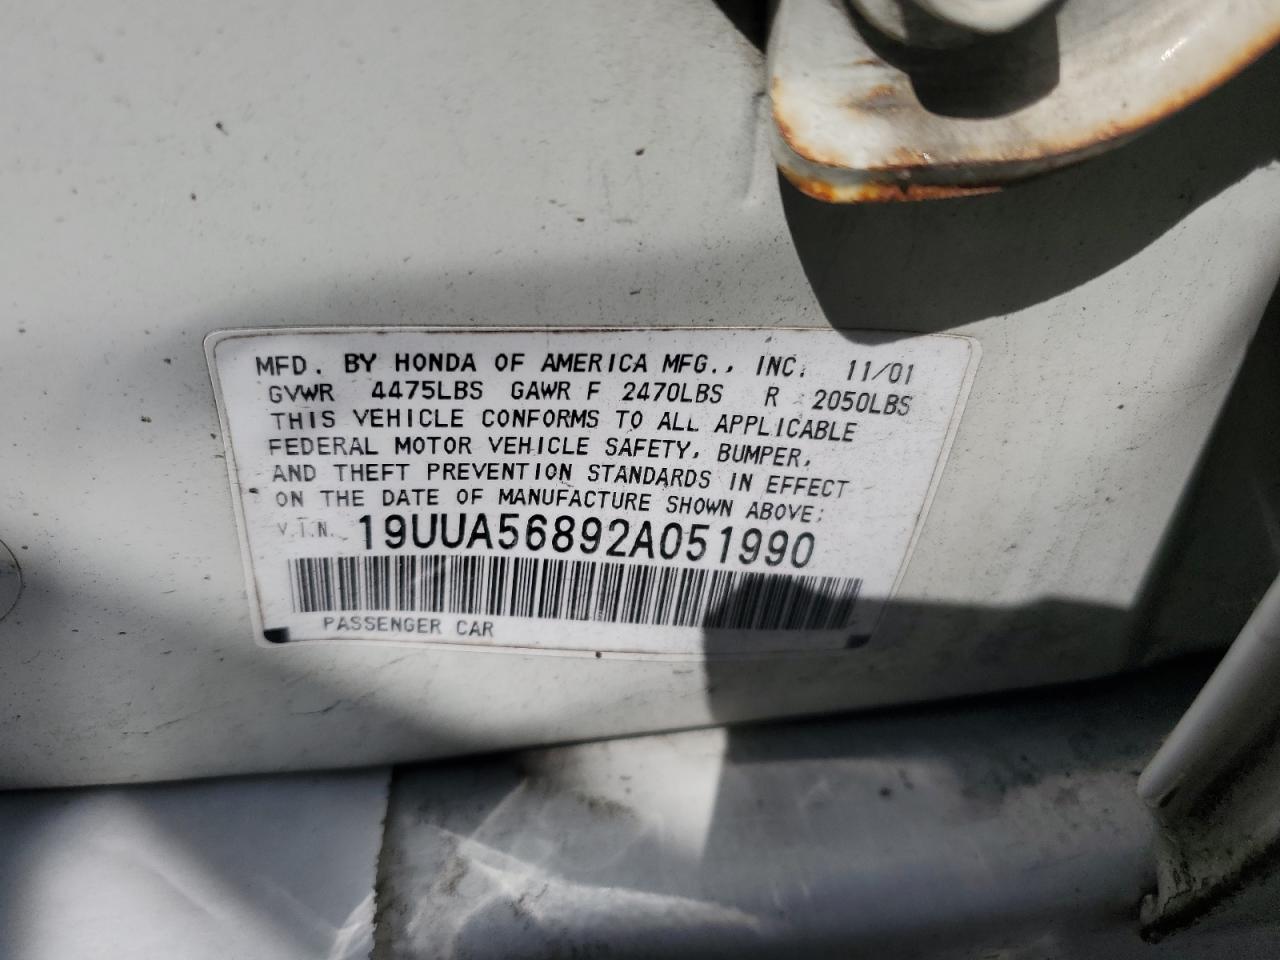 MFD. BY HONDA OF AMERICA MFG., INC. 11/01
GVWR 4475LBS GAWR F 2470LBS R 2050LBS
THIS VEHICLE CONFORMS TO ALL APPLICABLE
FEDERAL MOTOR VEHICLE SAFETY, BUMPER,
AND THEFT PREVENTION STANDARDS IN EFFECT
ON THE DATE OF MANUFACTURE SHOWN ABOVE:
V.I.N. 19UUA56892A051990
PASSENGER CAR